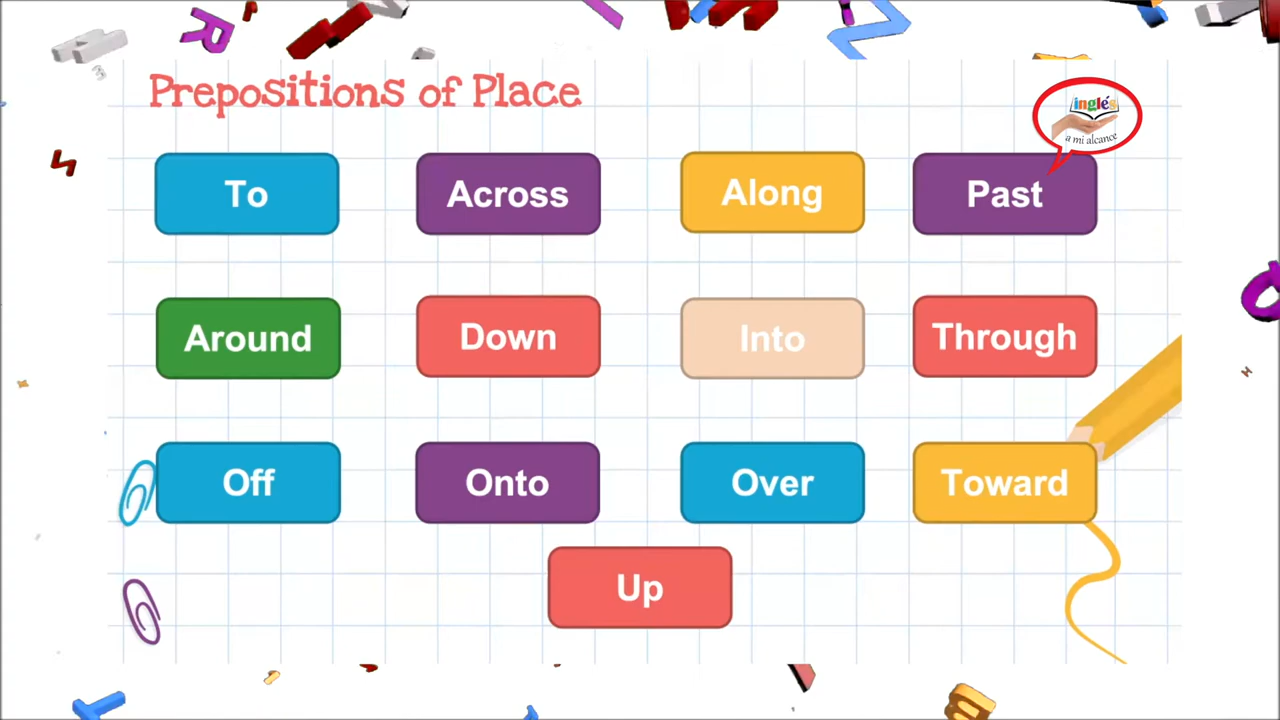 Prepositions of Place
inglés
a mi alcance
To
Across
Along
Past
Around
Down
Into
Through
Off
Onto
Over
Toward
Up